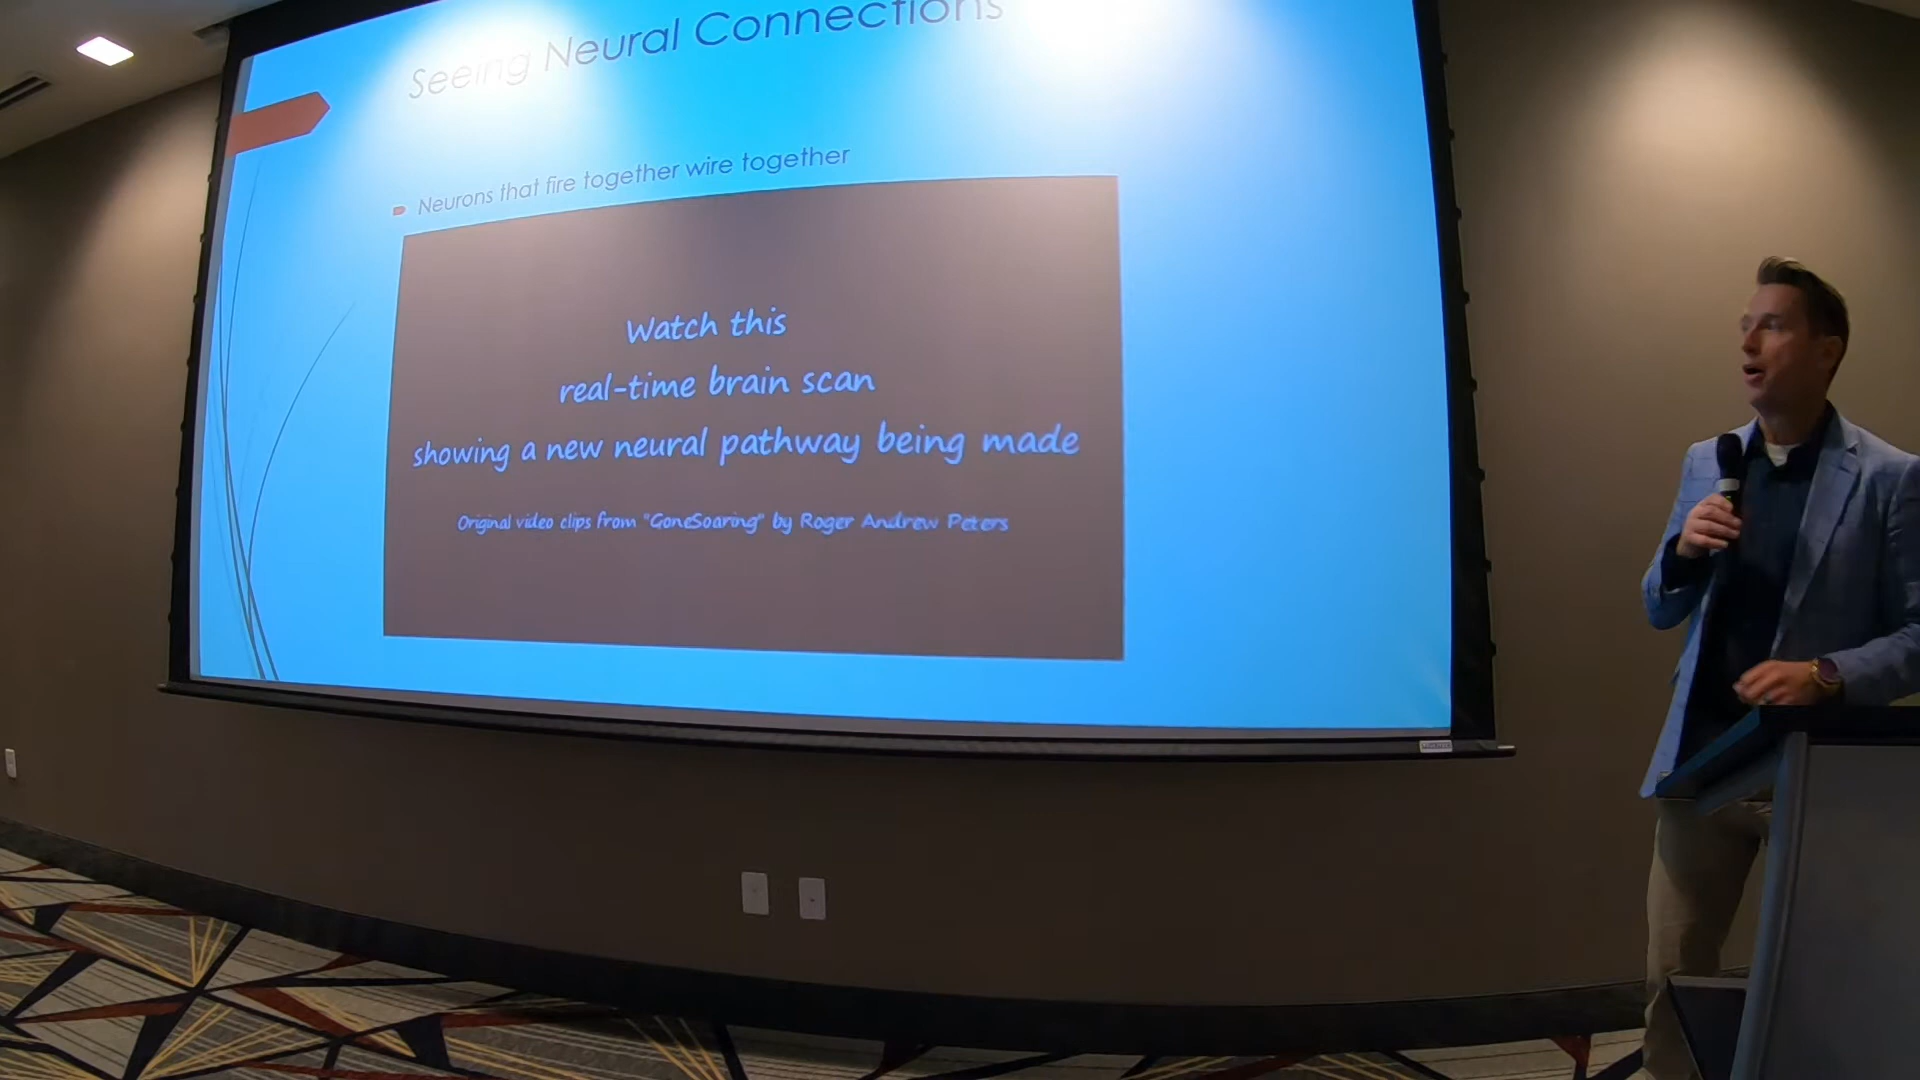 Seeing Neural Connections
Neurons that fire together wire together
Watch this
real-time brain scan
showing a new neural pathway being made
Original video clips from "GoneSoaring" by Roger Andrew Peters